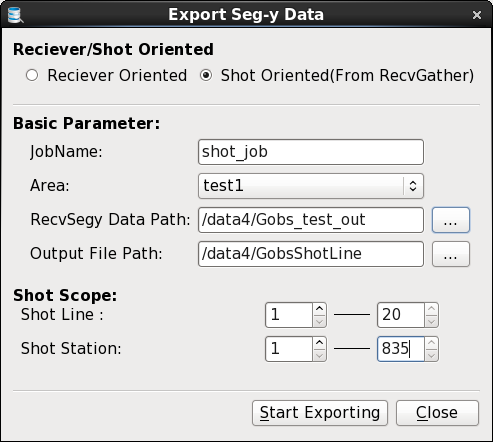 Export Seg-y Data
Reciever/Shot Oriented
Reciever Oriented Shot Oriented(From RecvGather)
Basic Parameter:
JobName: shot_job
Area: test1
RecvSegy Data Path: /data4/Gobs_test_out ...
Output File Path: /data4/GobsShotLine ...
Shot Scope:
Shot Line : 1 20
Shot Station: 1 835
Start Exporting Close